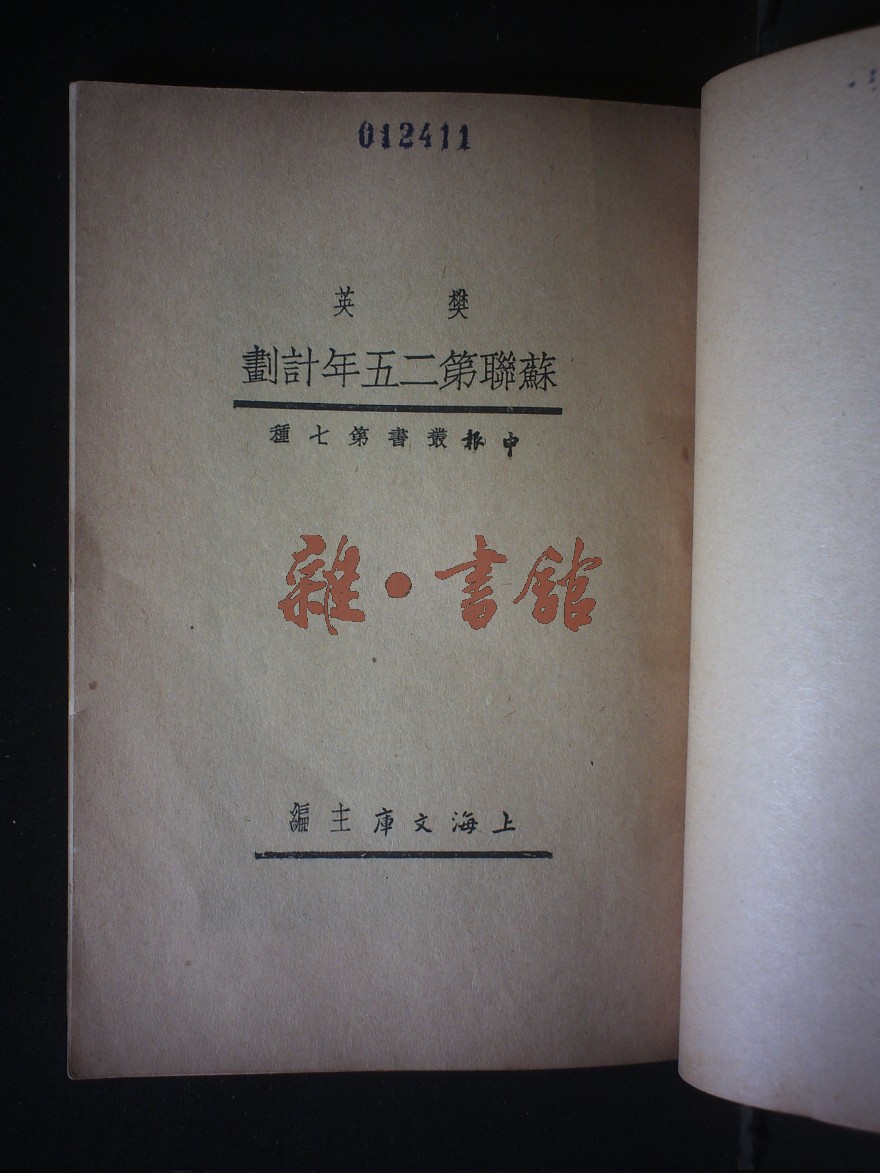 012411
樊英
蘇聯第二五年計劃
中根叢書第七種
雜·書館
上海文庫主編